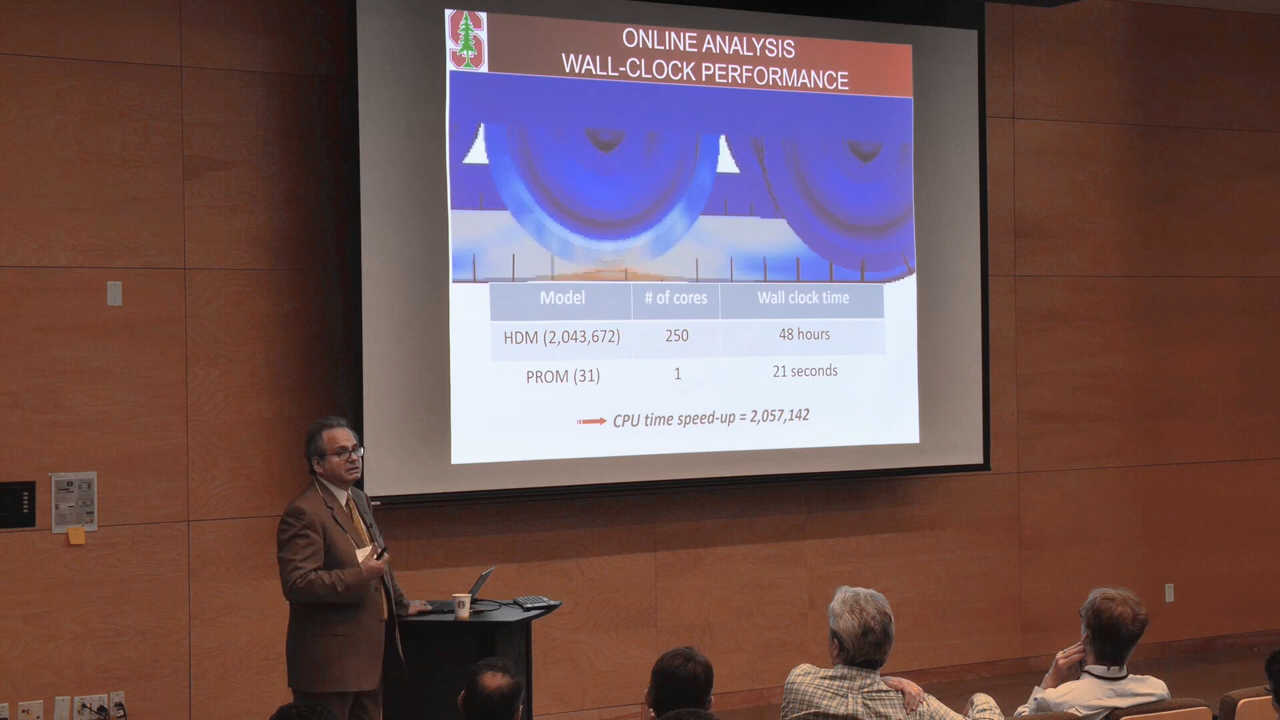 S
ONLINE ANALYSIS
WALL-CLOCK PERFORMANCE
Model # of cores Wall clock time
HDM (2,043,672) 250 48 hours
PROM (31) 1 21 seconds
CPU time speed-up = 2,057,142